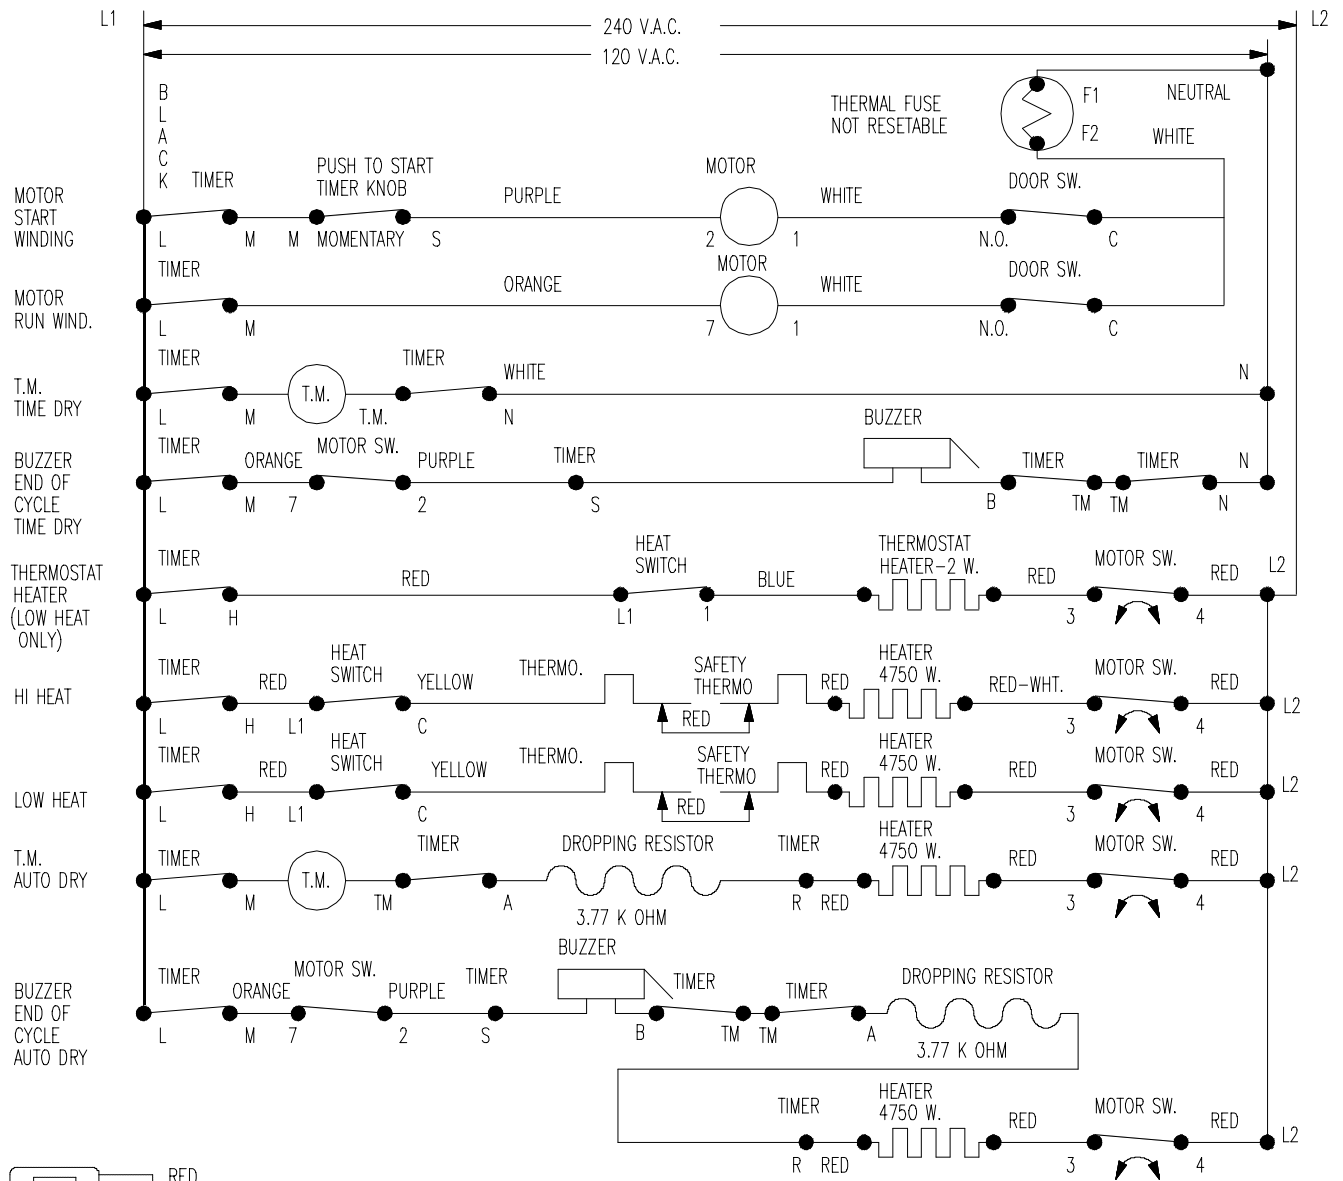 L1
240 V.A.C.
L2
120 V.A.C.
BLACK
THERMAL FUSE
NOT RESETABLE
F1
F2
NEUTRAL
WHITE
MOTOR
START
WINDING
TIMER
PUSH TO START
TIMER KNOB
PURPLE
MOTOR
WHITE
DOOR SW.
L
M
M
MOMENTARY
S
2
1
N.O.
C
MOTOR
RUN WIND.
TIMER
ORANGE
MOTOR
WHITE
DOOR SW.
L
M
7
1
N.O.
C
T.M.
TIME DRY
TIMER
T.M.
TIMER
WHITE
N
L
M
T.M.
N
BUZZER
END OF
CYCLE
TIME DRY
TIMER
ORANGE
MOTOR SW.
PURPLE
TIMER
BUZZER
TIMER
TIMER
N
L
M
7
2
S
B
TM
TM
N
THERMOSTAT
HEATER
(LOW HEAT
ONLY)
TIMER
RED
HEAT
SWITCH
BLUE
THERMOSTAT
HEATER-2 W.
RED
MOTOR SW.
RED
L2
L
H
L1
1
3
4
HI HEAT
TIMER
RED
HEAT
SWITCH
YELLOW
THERMO.
SAFETY
THERMO
RED
RED
HEATER
4750 W.
RED-WHT.
MOTOR SW.
RED
L2
L
H
L1
C
3
4
LOW HEAT
TIMER
RED
HEAT
SWITCH
YELLOW
THERMO.
SAFETY
THERMO
RED
RED
HEATER
4750 W.
RED
MOTOR SW.
RED
L2
L
H
L1
C
3
4
T.M.
AUTO DRY
TIMER
T.M.
TIMER
DROPPING RESISTOR
TIMER
HEATER
4750 W.
RED
MOTOR SW.
RED
L2
L
M
TM
A
3.77 K OHM
R
RED
3
4
BUZZER
END OF
CYCLE
AUTO DRY
TIMER
ORANGE
MOTOR SW.
PURPLE
TIMER
BUZZER
TIMER
TIMER
DROPPING RESISTOR
L
M
7
2
S
B
TM
TM
A
3.77 K OHM
TIMER
HEATER
4750 W.
RED
MOTOR SW.
RED
L2
R
RED
3
4
RED